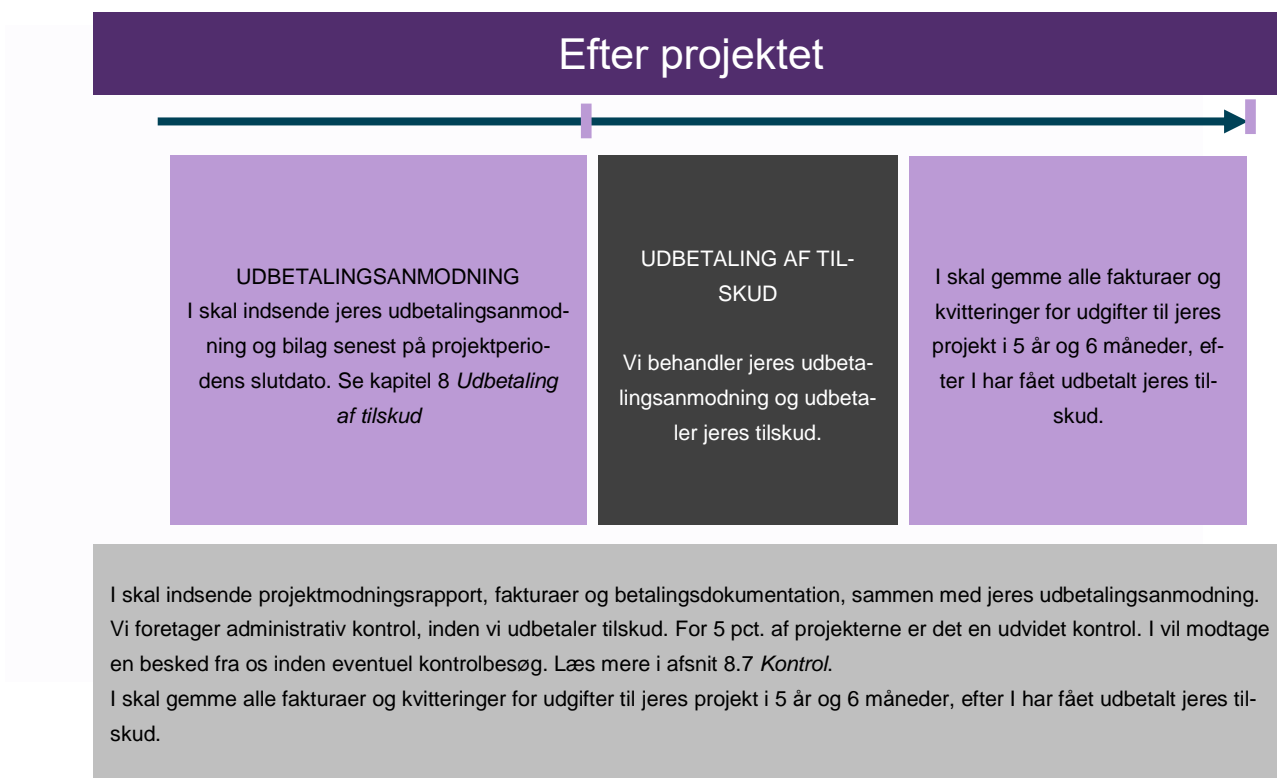 Efter projektet
UDBETALINGSANMODNING
I skal indsende jeres udbetalingsanmod-
ning og bilag senest på projektperio-
dens slutdato. Se kapitel 8 Udbetaling
af tilskud
UDBETALING AF TIL-
SKUD
Vi behandler jeres udbeta-
lingsanmodning og udbeta-
ler jeres tilskud.
I skal gemme alle fakturaer og
kvitteringer for udgifter til jeres
projekt i 5 år og 6 måneder, ef-
ter I har fået udbetalt jeres til-
skud.
I skal indsende projektmodningsrapport, fakturaer og betalingsdokumentation, sammen med jeres udbetalingsanmodning.
Vi foretager administrativ kontrol, inden vi udbetaler tilskud. For 5 pct. af projekterne er det en udvidet kontrol. I vil modtage
en besked fra os inden eventuel kontrolbesøg. Læs mere i afsnit 8.7 Kontrol.
I skal gemme alle fakturaer og kvitteringer for udgifter til jeres projekt i 5 år og 6 måneder, efter I har fået udbetalt jeres til-
skud.